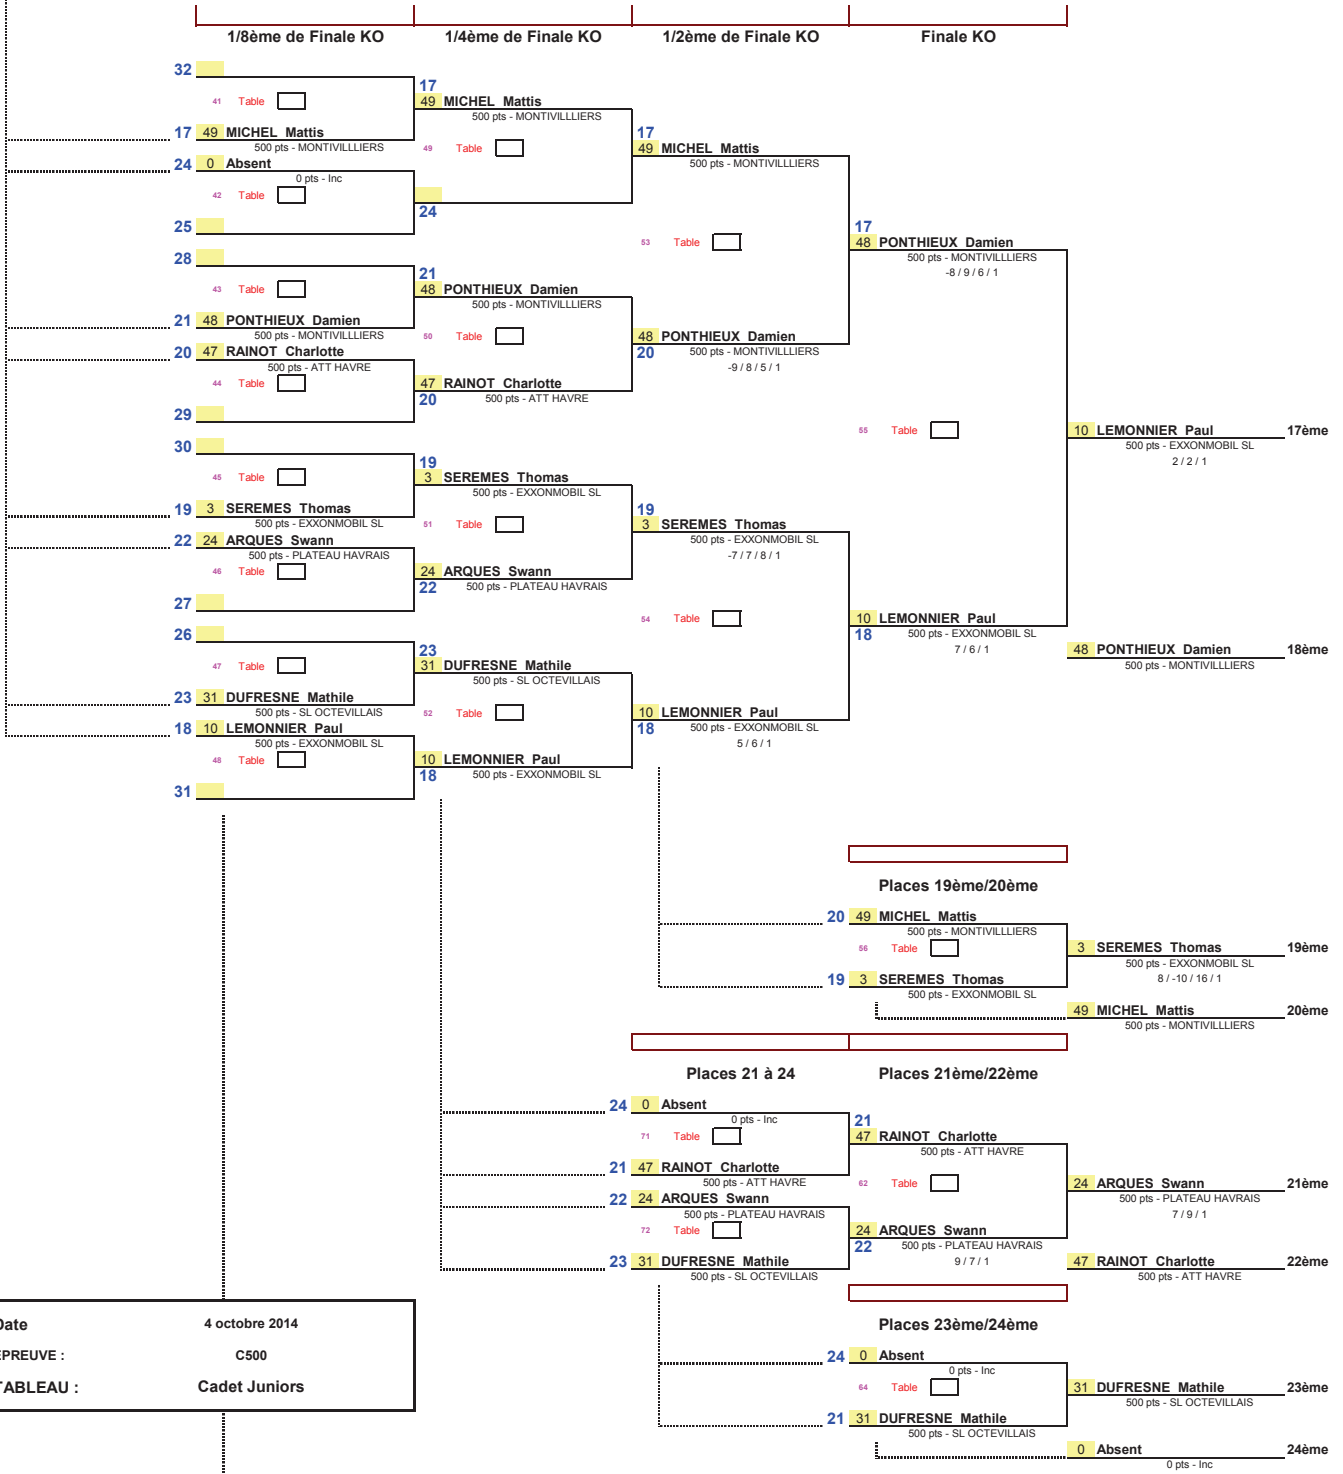 1/8ème de Finale KO 1/4ème de Finale KO 1/2ème de Finale KO Finale KO
32
17
41 Table 49 MICHEL Mattis
500 pts - MONTIVILLLIERS
17 49 MICHEL Mattis
500 pts - MONTIVILLLIERS
17
49 Table 49 MICHEL Mattis
500 pts - MONTIVILLLIERS
24 0 Absent
0 pts - Inc
42 Table
24
25
17
53 Table 48 PONTHIEUX Damien
500 pts - MONTIVILLLIERS
-8 / 9 / 6 / 1
28
21
43 Table 48 PONTHIEUX Damien
500 pts - MONTIVILLLIERS
21 48 PONTHIEUX Damien
500 pts - MONTIVILLLIERS
50 Table 48 PONTHIEUX Damien
20 500 pts - MONTIVILLLIERS
-9 / 8 / 5 / 1
20 47 RAINOT Charlotte
500 pts - ATT HAVRE
44 Table 47 RAINOT Charlotte
20 500 pts - ATT HAVRE
29
55 Table 10 LEMONNIER Paul 17ème
500 pts - EXXONMOBIL SL
2 / 2 / 1
30
19
45 Table 3 SEREMES Thomas
500 pts - EXXONMOBIL SL
19 3 SEREMES Thomas
500 pts - EXXONMOBIL SL
19
51 Table 3 SEREMES Thomas
500 pts - EXXONMOBIL SL
-7 / 7 / 8 / 1
22 24 ARQUES Swann
500 pts - PLATEAU HAVRAIS
46 Table 24 ARQUES Swann
22 500 pts - PLATEAU HAVRAIS
27
54 Table 10 LEMONNIER Paul
18 500 pts - EXXONMOBIL SL
7 / 6 / 1
26
23
47 Table 31 DUFRESNE Mathile
500 pts - SL OCTEVILLAIS
48 PONTHIEUX Damien 18ème
500 pts - MONTIVILLLIERS
23 31 DUFRESNE Mathile
500 pts - SL OCTEVILLAIS
52 Table 10 LEMONNIER Paul
18 500 pts - EXXONMOBIL SL
5 / 6 / 1
18 10 LEMONNIER Paul
500 pts - EXXONMOBIL SL
48 Table 10 LEMONNIER Paul
18 500 pts - EXXONMOBIL SL
31
Places 19ème/20ème
20 49 MICHEL Mattis
500 pts - MONTIVILLLIERS
56 Table 3 SEREMES Thomas 19ème
500 pts - EXXONMOBIL SL
8 / -10 / 16 / 1
19 3 SEREMES Thomas
500 pts - EXXONMOBIL SL
49 MICHEL Mattis 20ème
500 pts - MONTIVILLLIERS
Places 21 à 24 Places 21ème/22ème
24 0 Absent
0 pts - Inc
21
71 Table 47 RAINOT Charlotte
500 pts - ATT HAVRE
21 47 RAINOT Charlotte
500 pts - ATT HAVRE
62 Table 24 ARQUES Swann 21ème
500 pts - PLATEAU HAVRAIS
7 / 9 / 1
22 24 ARQUES Swann
500 pts - PLATEAU HAVRAIS
72 Table 24 ARQUES Swann
22 500 pts - PLATEAU HAVRAIS
9 / 7 / 1
23 31 DUFRESNE Mathile
500 pts - SL OCTEVILLAIS
47 RAINOT Charlotte 22ème
500 pts - ATT HAVRE
Date 4 octobre 2014
EPREUVE : C500
TABLEAU : Cadet Juniors
Places 23ème/24ème
24 0 Absent
0 pts - Inc
64 Table 31 DUFRESNE Mathile 23ème
500 pts - SL OCTEVILLAIS
21 31 DUFRESNE Mathile
500 pts - SL OCTEVILLAIS
0 Absent 24ème
0 pts - Inc